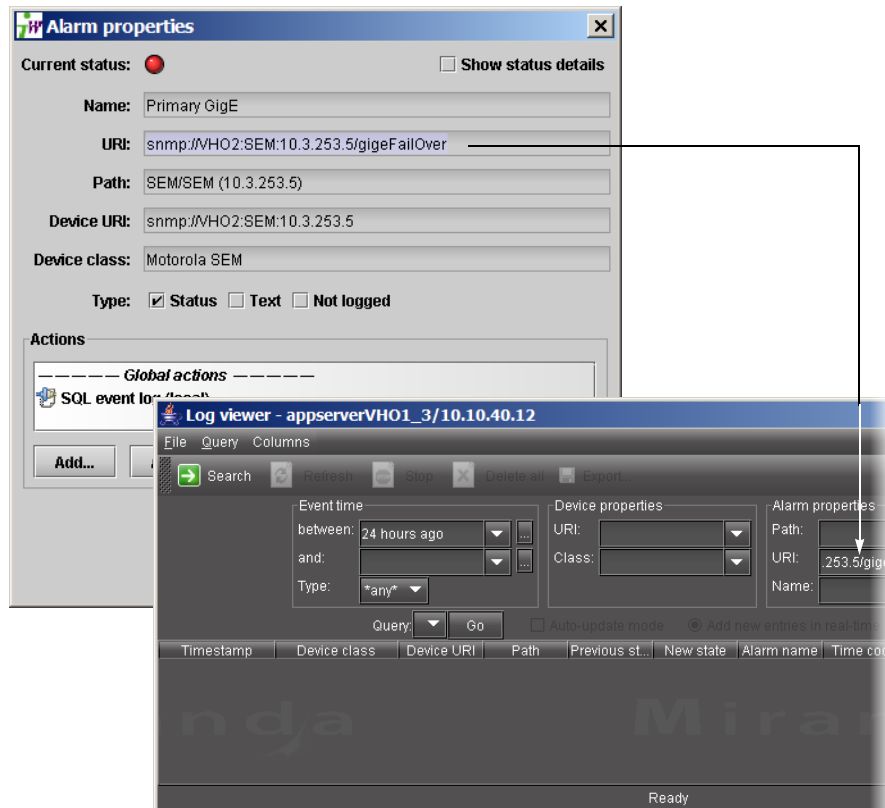 Alarm properties
Current status:
Show status details
Name: Primary GigE
URI: snmp://VHO2:SEM:10.3.253.5/gigeFailOver
Path: SEM/SEM (10.3.253.5)
Device URI: snmp://VHO2:SEM:10.3.253.5
Device class: Motorola SEM
Type: Status Text Not logged
Actions
————— Global actions —————
SQL event log (local)
Add...
Log viewer - appserverVHO1_3/10.10.40.12
File Query Columns
Search Refresh Stop Delete all Export...
Event time Device properties Alarm properties
between: 24 hours ago ... URI: Path:
and: ... Class: URI: .253.5/gige
Type: *any* Name:
Query: Go Auto-update mode Add new entries in real-time
Timestamp Device class Device URI Path Previous st... New state Alarm name Time co
nda Miran
Ready